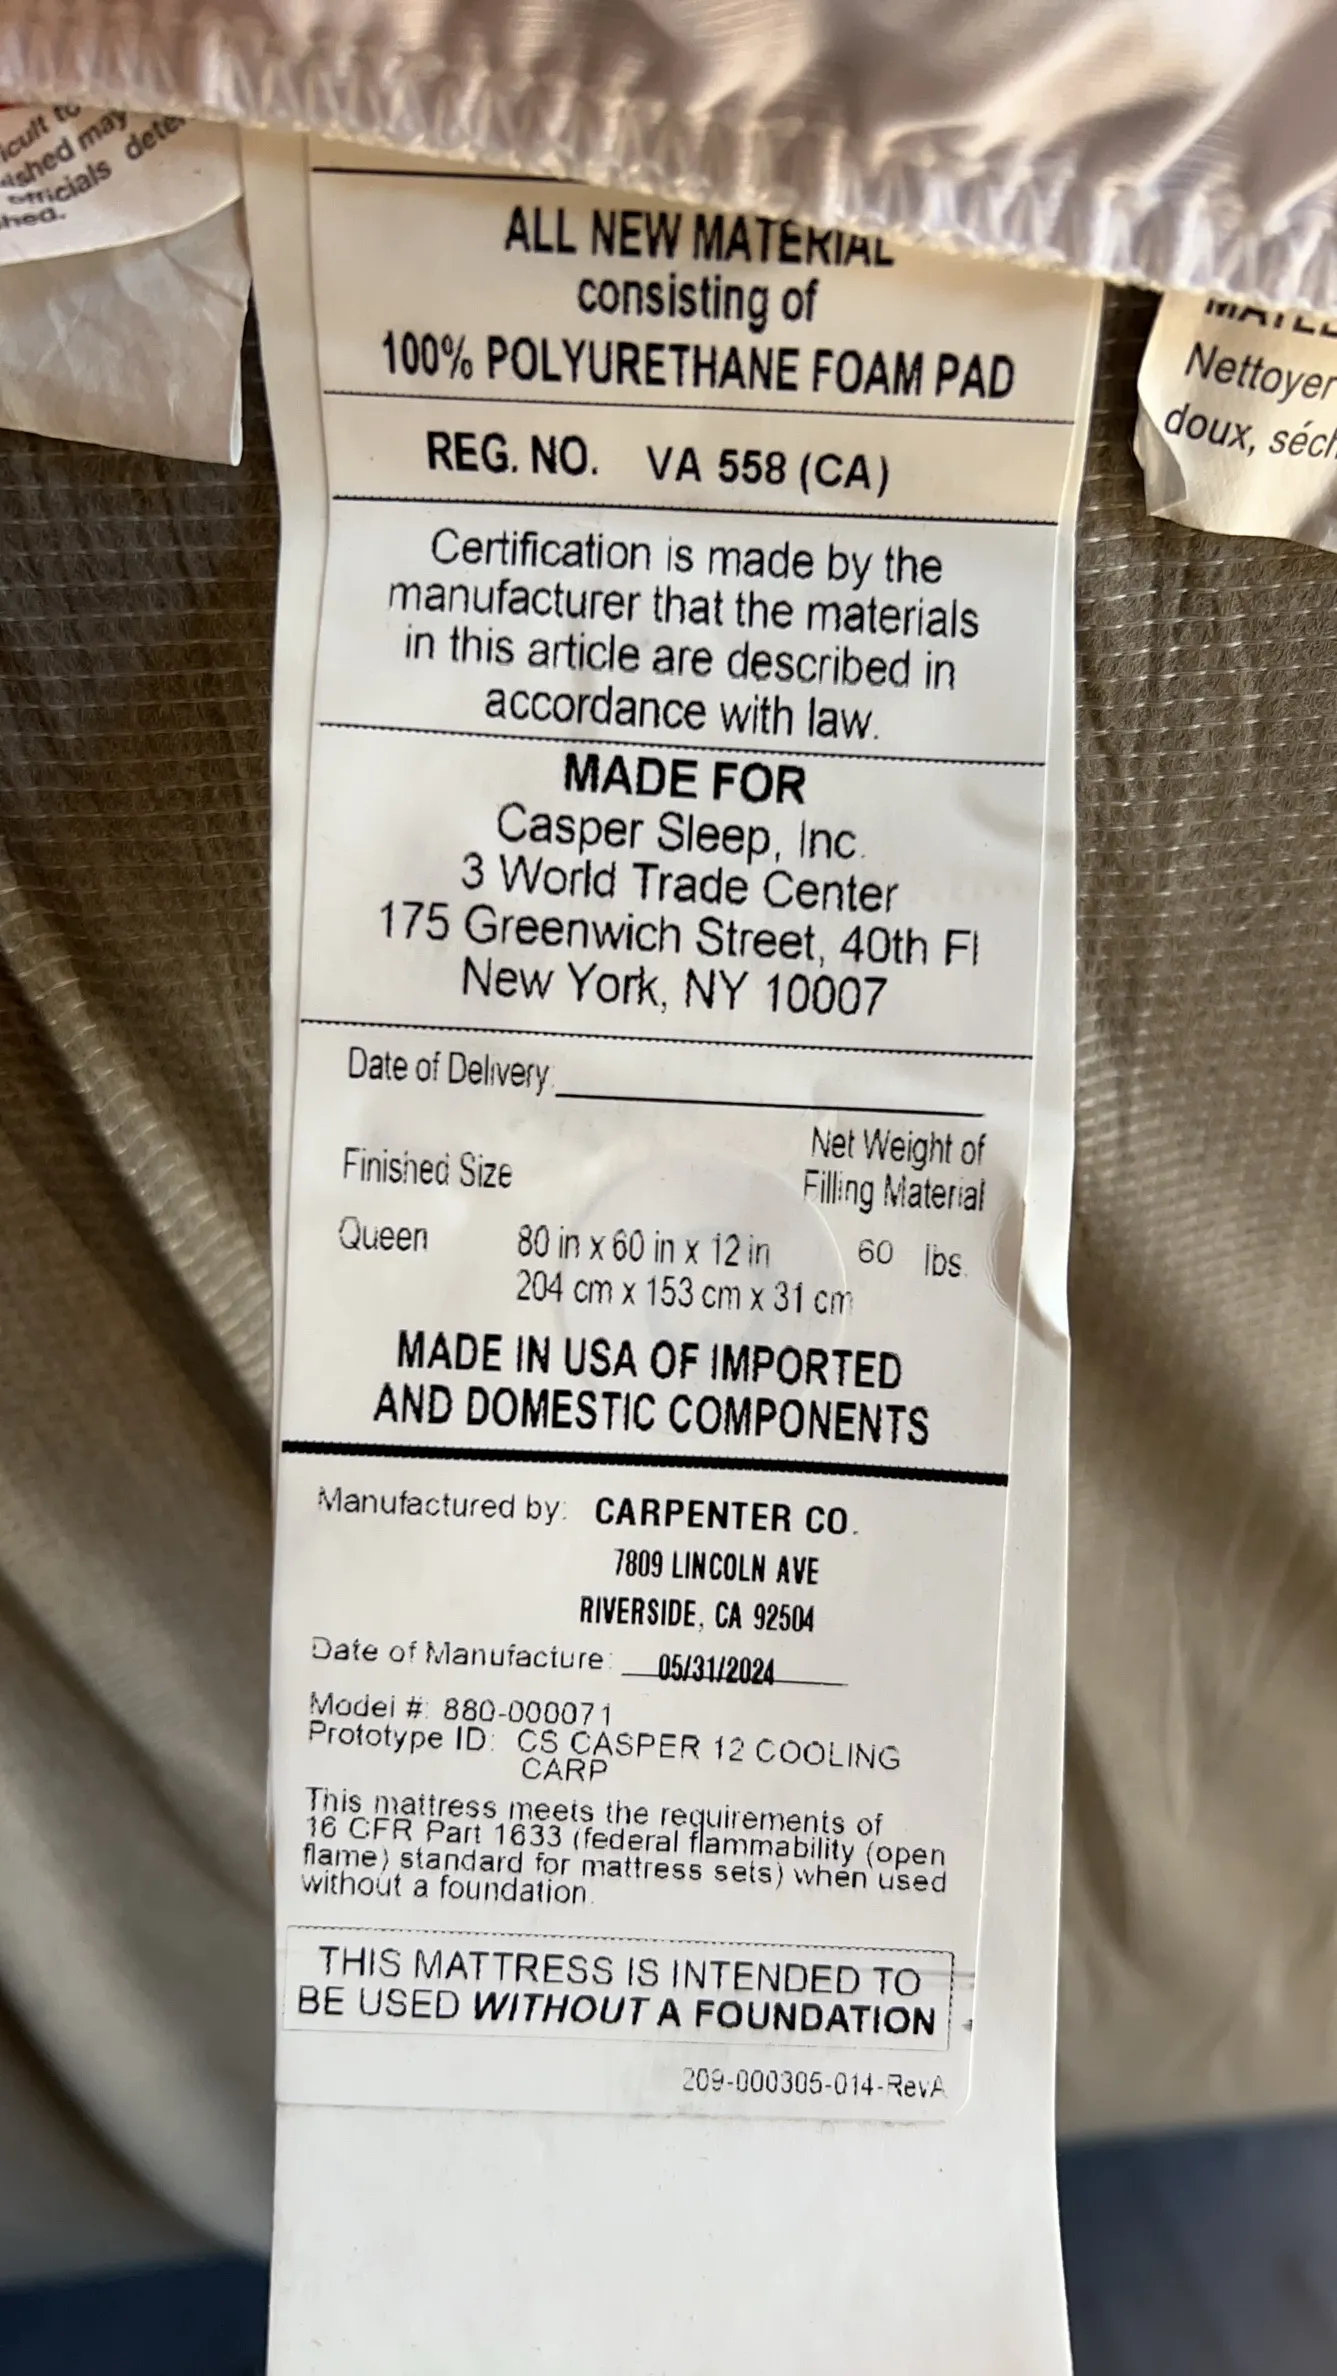 icult to
ished may
officials dete
hed.
ALL NEW MATERIAL
consisting of
100% POLYURETHANE FOAM PAD
REG. NO. VA 558 (CA)
Certification is made by the
manufacturer that the materials
in this article are described in
accordance with law.
MADE FOR
Casper Sleep, Inc.
3 World Trade Center
175 Greenwich Street, 40th Fl
New York, NY 10007
Date of Delivery
Finished Size Net Weight of
Filling Material
Queen 80 in x 60 in x 12 in 60 lbs.
204 cm x 153 cm x 31 cm
MADE IN USA OF IMPORTED
AND DOMESTIC COMPONENTS
Manufactured by: CARPENTER CO.
7809 LINCOLN AVE
RIVERSIDE, CA 92504
Date of Manufacture: 05/31/2024
Model #: 880-000071
Prototype ID: CS CASPER 12 COOLING
CARP
This mattress meets the requirements of
16 CFR Part 1633 (federal flammability (open
flame) standard for mattress sets) when used
without a foundation.
THIS MATTRESS IS INTENDED TO
BE USED WITHOUT A FOUNDATION
209-000305-014-RevA
Nettoyer
doux, séch